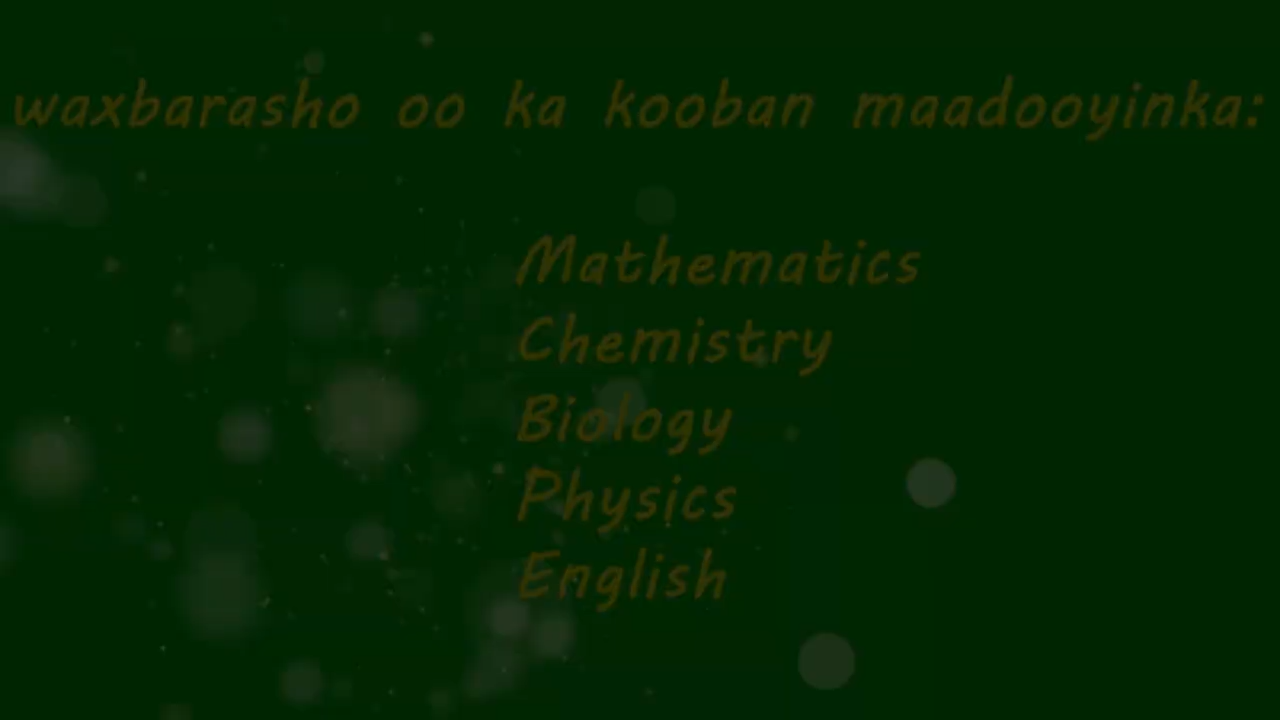 waxbarasho oo ka kooban maadooyinka:
Mathematics
Chemistry
Biology
Physics
English